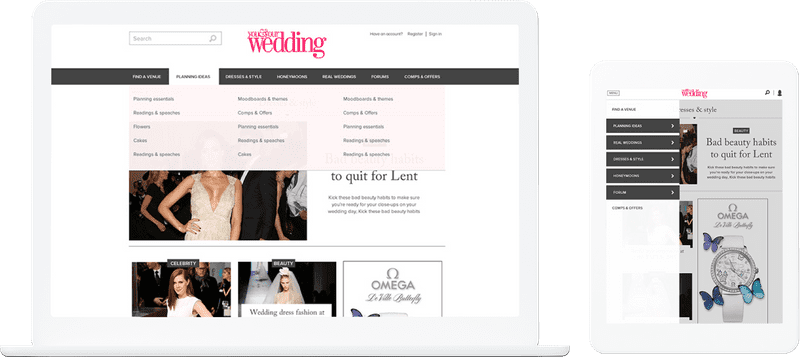 Search
you&your
wedding
Have an account? Register | Sign in
FIND A VENUE PLANNING IDEAS DRESSES & STYLE HONEYMOONS REAL WEDDINGS FORUMS COMPS & OFFERS
Planning essentials Moodboards & themes Moodboards & themes
Readings & speeches Comps & Offers Comps & Offers
Flowers Planning essentials Planning essentials
Cakes Readings & speeches Readings & speeches
Readings & speeches Cakes Readings & speeches
Bad beauty habits
to quit for Lent
Kick these bad beauty habits to make sure
you're ready for your close-ups on your
wedding day, Kick these bad beauty habits
CELEBRITY
BEAUTY
Wedding dress fashion at
Ω
OMEGA
De Ville Butterfly
MENU
wedding
FIND A VENUE
PLANNING IDEAS
REAL WEDDINGS
DRESSES & STYLE
HONEYMOONS
FORUM
COMPS & OFFERS
es & style
BEAUTY
Bad beauty habits
to quit for Lent
Kick these bad beauty habits to make sure
you're ready for your close-ups on your
wedding day, Kick these bad beauty habits
Ω
OMEGA
De Ville Butterfly